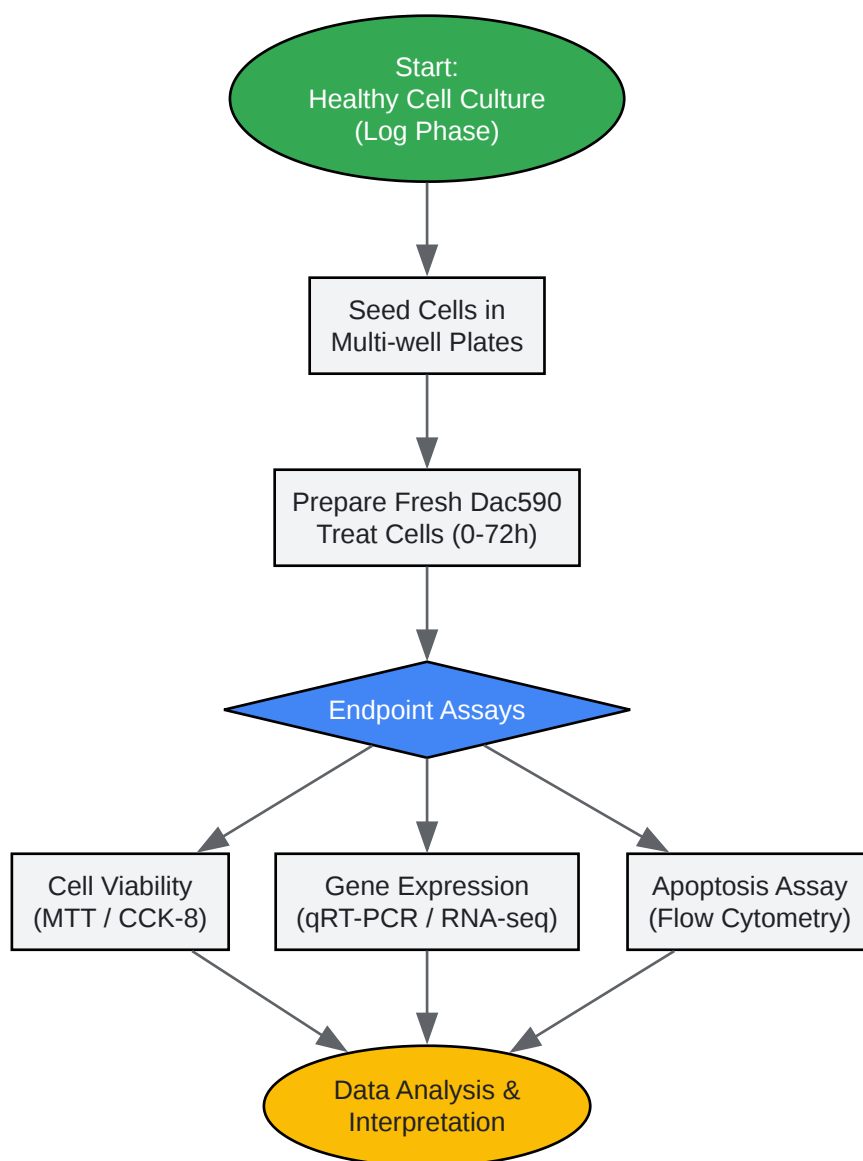 Start:
Healthy Cell Culture
(Log Phase)
Seed Cells in
Multi-well Plates
Prepare Fresh Dac590
Treat Cells (0-72h)
Endpoint Assays
Cell Viability
(MTT / CCK-8)
Gene Expression
(qRT-PCR / RNA-seq)
Apoptosis Assay
(Flow Cytometry)
Data Analysis &
Interpretation